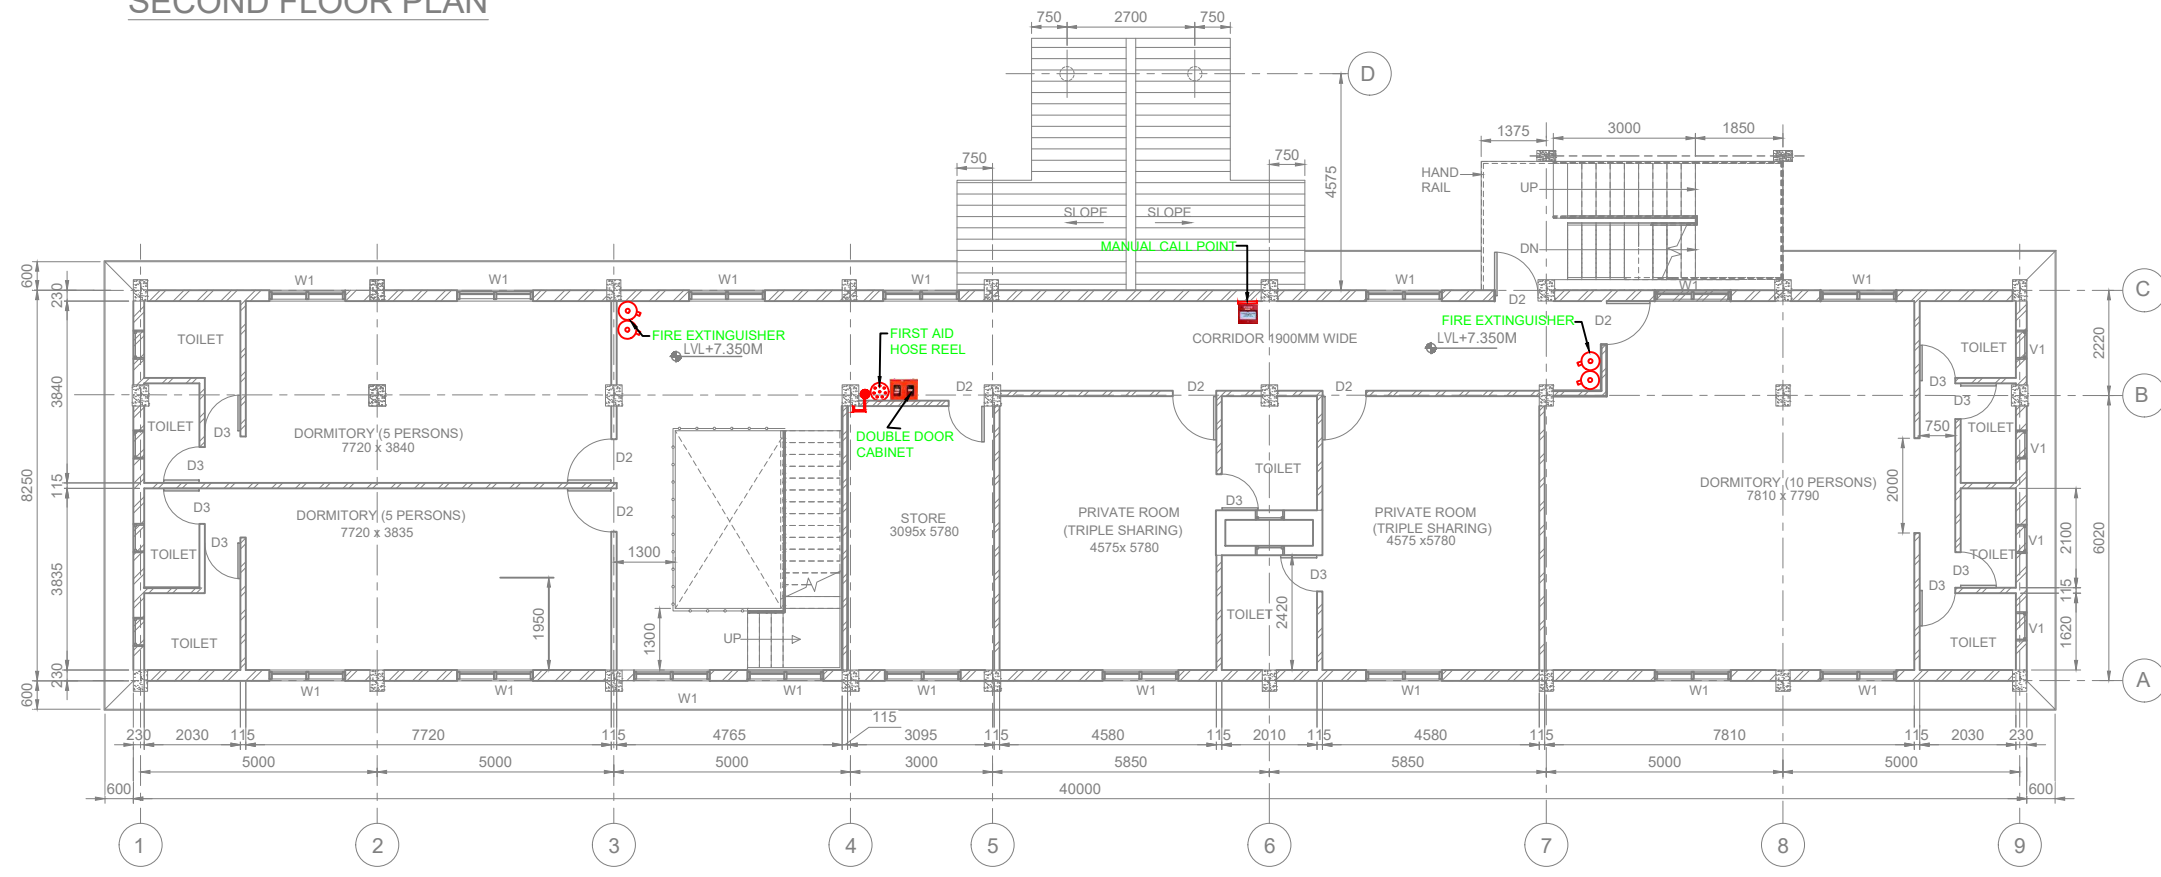 SECOND FLOOR PLAN
750
2700
750
D
4575
750
750
1375
3000
1850
HAND
RAIL
UP
DN
SLOPE
SLOPE
MANUAL CALL POINT
600
230
3840
115
3835
230
600
8250
W1
W1
W1
W1
W1
W1
W1
C
B
A
2220
6020
2100
115
1620
TOILET
TOILET
D3
D3
DORMITORY (5 PERSONS)
7720 x 3840
D2
FIRE EXTINGUISHER
LVL+7.350M
FIRST AID
HOSE REEL
DOUBLE DOOR
CABINET
D2
CORRIDOR 1900MM WIDE
FIRE EXTINGUISHER
LVL+7.350M
D2
D2
D2
D2
TOILET
D3
D3
TOILET
V1
750
2000
V1
DORMITORY (10 PERSONS)
7810 x 7790
D3
D3
TOILET
TOILET
DORMITORY (5 PERSONS)
7720 x 3835
D2
1300
1950
1300
UP
STORE
3095x 5780
PRIVATE ROOM
(TRIPLE SHARING)
4575x 5780
TOILET
D3
PRIVATE ROOM
(TRIPLE SHARING)
4575 x5780
D3
TOILET
2420
V1
TOILET
D3
D3
TOILET
V1
W1
W1
W1
W1
W1
W1
W1
W1
W1
115
230
2030
115
7720
115
4765
3095
115
4580
115
2010
115
4580
115
7810
115
2030
230
5000
5000
5000
3000
5850
5850
5000
5000
600
40000
600
1
2
3
4
5
6
7
8
9